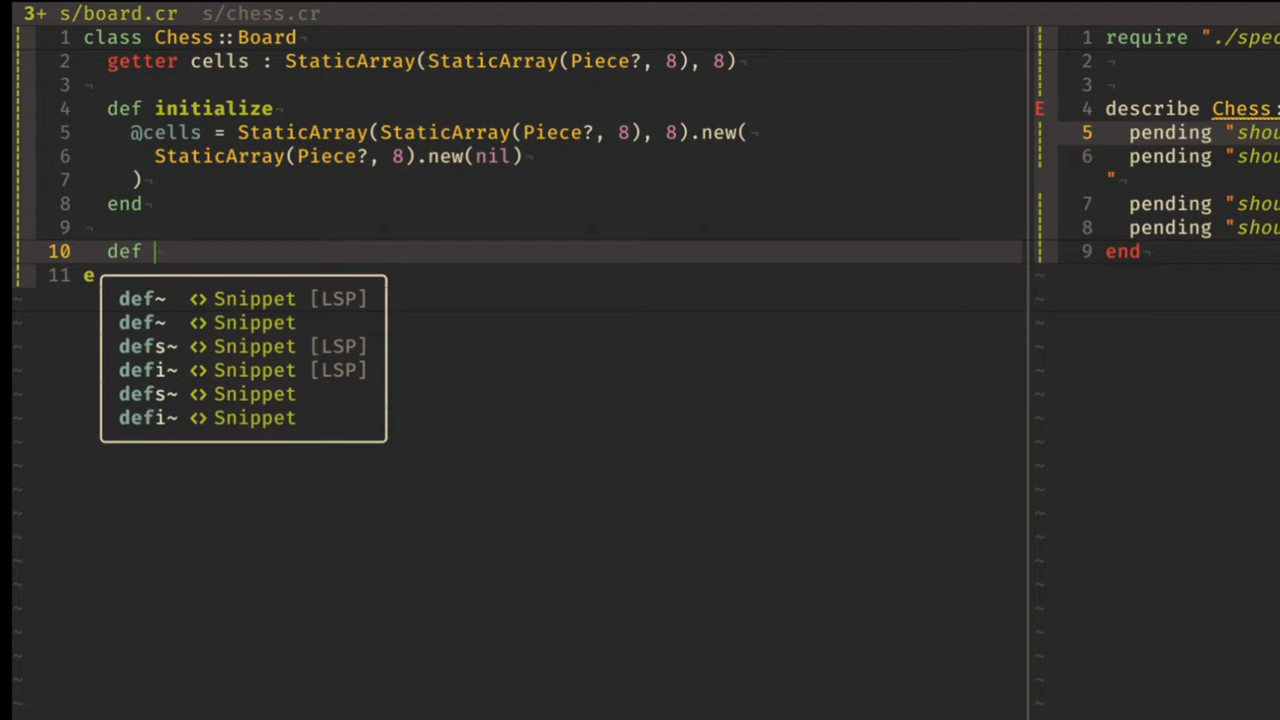 3+ s/board.cr s/chess.cr
1 class Chess::Board
2 getter cells : StaticArray(StaticArray(Piece?, 8), 8)¬
3 ¬
4 def initialize¬
5 @cells = StaticArray(StaticArray(Piece?, 8), 8).new(¬
6 StaticArray(Piece?, 8).new(nil)¬
7 )¬
8 end¬
9 ¬
10 def ¬
11 e
def~ <> Snippet [LSP]
def~ <> Snippet
defs~ <> Snippet [LSP]
defi~ <> Snippet [LSP]
defs~ <> Snippet
defi~ <> Snippet
1 require "./spec
2 ¬
3 ¬
E 4 describe Chess:
5 pending "shou
6 pending "shou
"¬
7 pending "shou
8 pending "shou
9 end¬